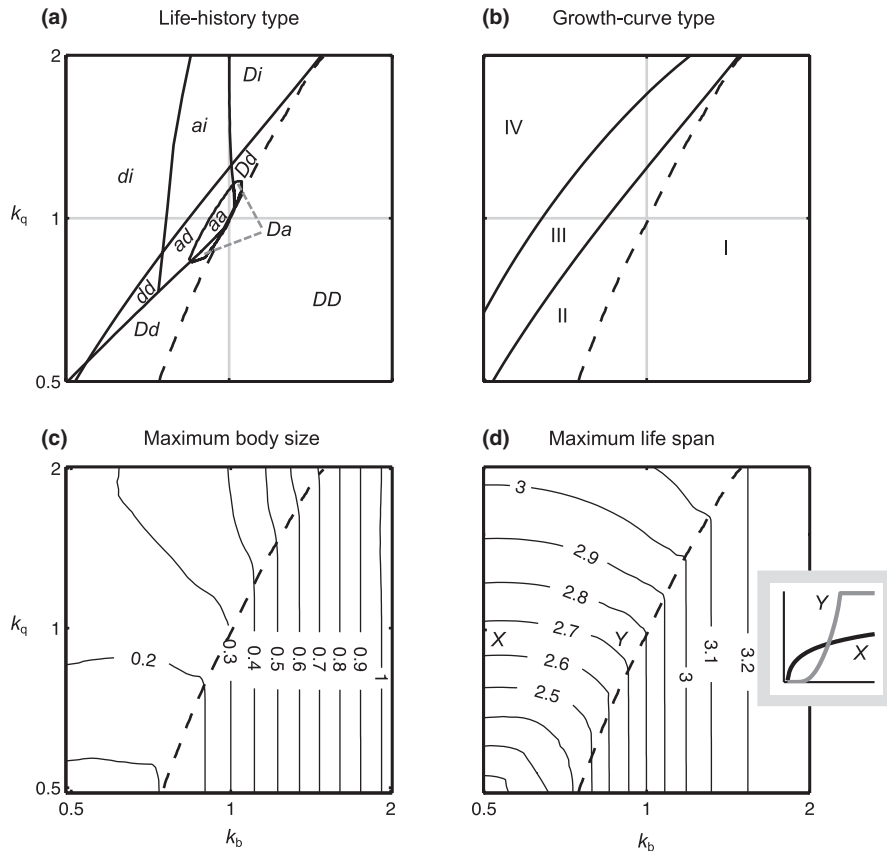 (a) Life-history type
2
Di
ai
di
Dd
kq
1
aa
Da
ad
dd
DD
Dd
0.5
(b) Growth-curve type
IV
III
I
II
(c) Maximum body size
2
kq
1
0.2
0.3
0.4
0.5
0.6
0.7
0.8
0.9
1
0.5
0.5 1 2
kb
(d) Maximum life span
3
2.9
2.8
2.7
X Y
2.6
2.5
3
3.1
3.2
0.5 1 2
kb
Y
X